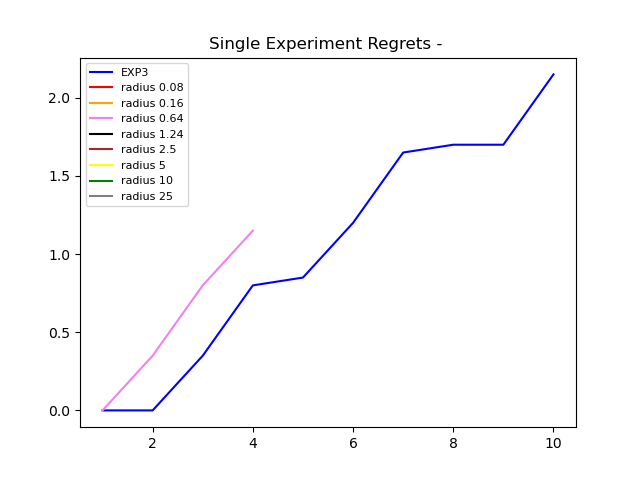 Single Experiment Regrets -
EXP3
radius 0.08
radius 0.16
radius 0.64
radius 1.24
radius 2.5
radius 5
radius 10
radius 25
2.0
1.5
1.0
0.5
0.0
2 4 6 8 10